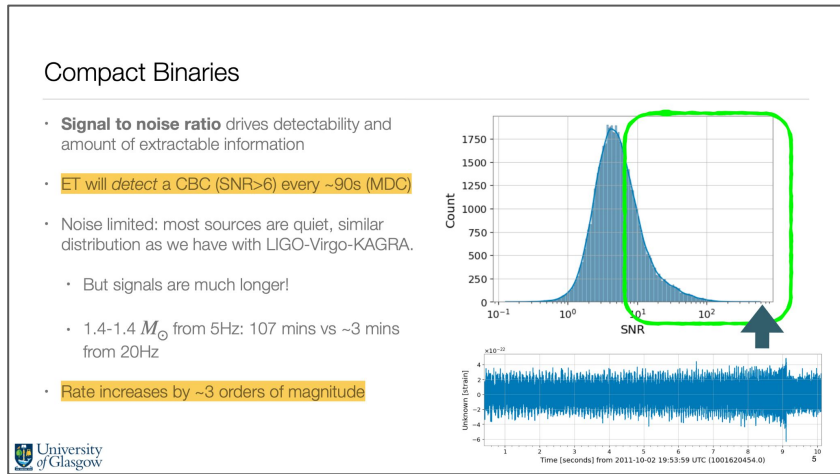 Compact Binaries
• Signal to noise ratio drives detectability and
amount of extractable information
• ET will detect a CBC (SNR>6) every ~90s (MDC)
• Noise limited: most sources are quiet, similar
distribution as we have with LIGO-Virgo-KAGRA.
• But signals are much longer!
• 1.4-1.4 M⊙ from 5Hz: 107 mins vs ~3 mins
from 20Hz
• Rate increases by ~3 orders of magnitude
University
of Glasgow
Count
1750
1500
1250
1000
750
500
250
0
10⁻¹ 10⁰ 10¹ 10²
SNR
×10⁻²²
Unknown [strain]
4
2
0
−2
−4
−6
1 2 3 4 5 6 7 8 9 10
Time [seconds] from 2011-10-02 19:53:59 UTC (1001620454.0)
5